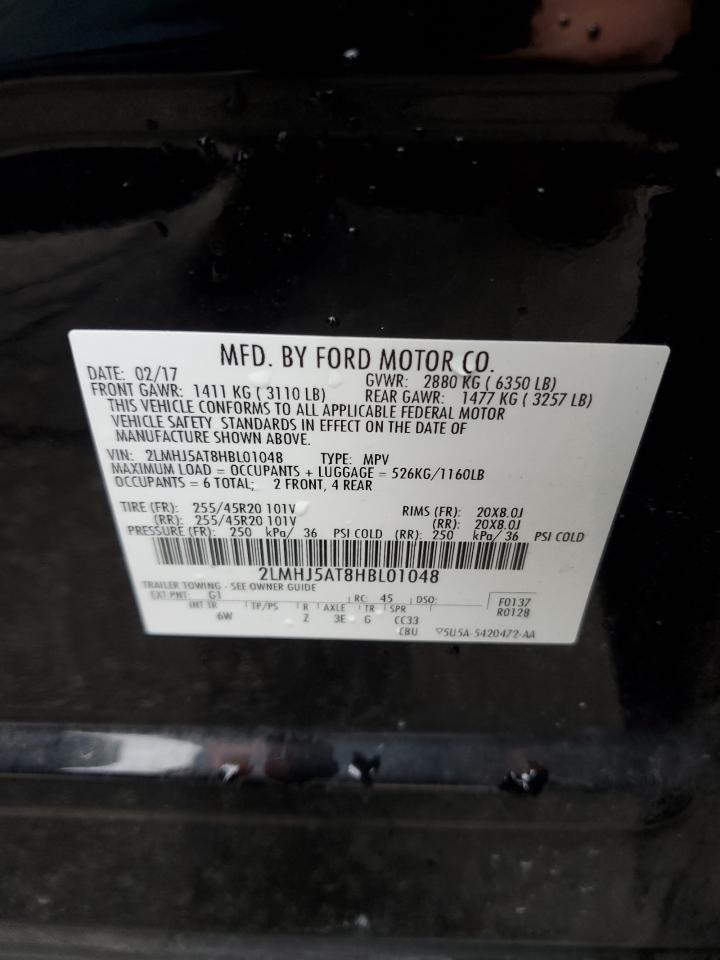 MFD. BY FORD MOTOR CO.
DATE: 02/17 GVWR: 2880 KG ( 6350 LB)
FRONT GAWR: 1411 KG ( 3110 LB) REAR GAWR: 1477 KG ( 3257 LB)
THIS VEHICLE CONFORMS TO ALL APPLICABLE FEDERAL MOTOR
VEHICLE SAFETY STANDARDS IN EFFECT ON THE DATE OF
MANUFACTURE SHOWN ABOVE.
VIN: 2LMHJ5AT8HBL01048 TYPE: MPV
MAXIMUM LOAD = OCCUPANTS + LUGGAGE = 526KG/1160LB
OCCUPANTS = 6 TOTAL; 2 FRONT, 4 REAR
TIRE (FR): 255/45R20 101V RIMS (FR): 20X8.0J
(RR): 255/45R20 101V (RR): 20X8.0J
PRESSURE (FR): 250 kPa/ 36 PSI COLD (RR): 250 kPa/ 36 PSI COLD
2LMHJ5AT8HBL01048
TRAILER TOWING - SEE OWNER GUIDE
EXT PNT: G1 RC: 45 DSO: F0137
INT TR TP/PS R AXLE TR SPR R0128
6W Z 3E G CC33
CBU ▽5U5A-5420472-AA